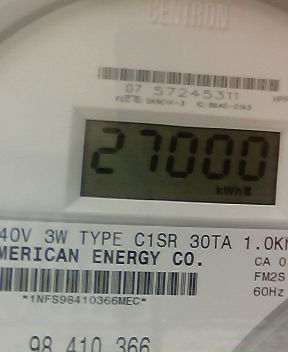 CENTRON
07 57245311
27000
kWh
40V 3W TYPE C1SR 30TA 1.0K
MERICAN ENERGY CO.
CA 0
FM2S
60Hz
*1NFS98410366MEC*
98 410 366